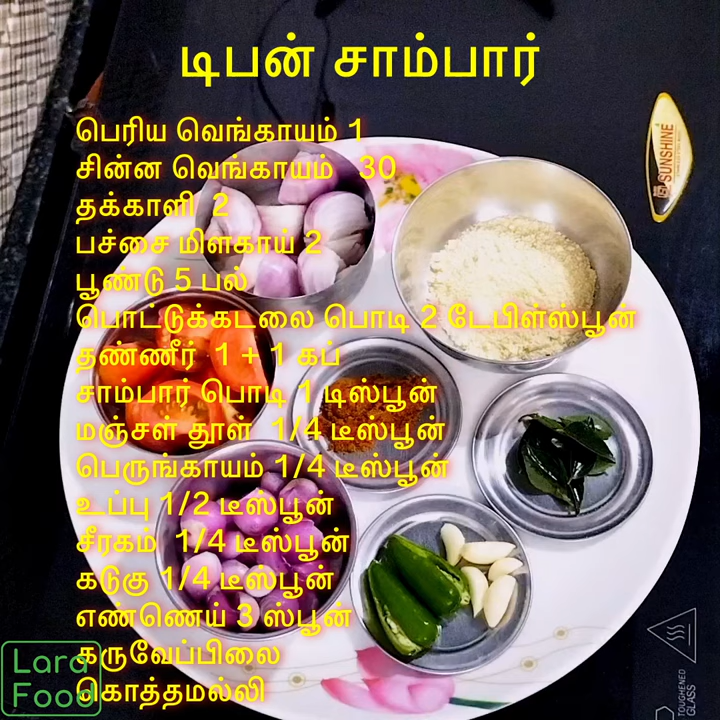 டிபன் சாம்பார்
பெரிய வெங்காயம் 1
சின்ன வெங்காயம் 30
தக்காளி 2
பச்சை மிளகாய் 2
பூண்டு 5 பல்
பொட்டுக்கடலை பொடி 2 டேபிள்ஸ்பூன்
தண்ணீர் 1 + 1 கப்
சாம்பார் பொடி 1 டிஸ்பூன்
மஞ்சள் தூள் 1/4 டீஸ்பூன்
பெருங்காயம் 1/4 டீஸ்பூன்
உப்பு 1/2 டீஸ்பூன்
சீரகம் 1/4 டீஸ்பூன்
கடுகு 1/4 டீஸ்பூன்
எண்ணெய் 3 ஸ்பூன்
கருவேப்பிலை
கொத்தமல்லி
Lara
Food
SUNSHINE
TOUGHENED
GLASS